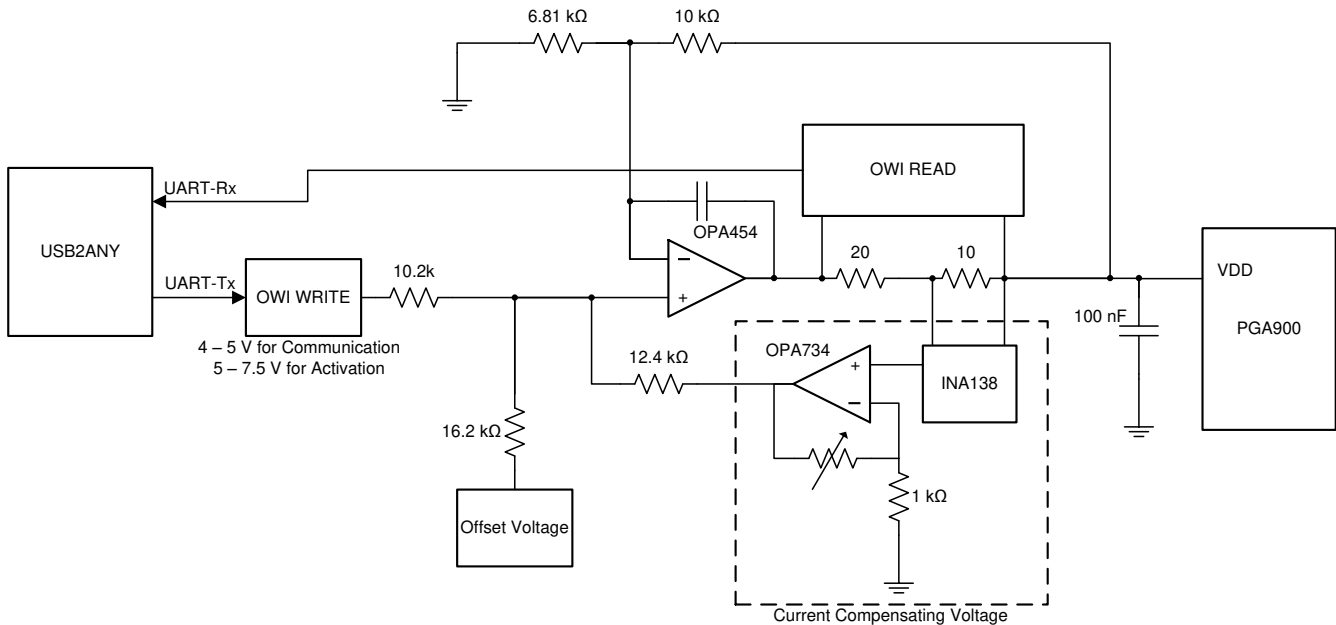 6.81 kΩ
10 kΩ
OWI READ
UART-Rx
USB2ANY
OPA454
20
10
VDD
UART-Tx
OWI WRITE
10.2k
4 – 5 V for Communication
5 – 7.5 V for Activation
100 nF
PGA900
OPA734
12.4 kΩ
INA138
16.2 kΩ
1 kΩ
Offset Voltage
Current Compensating Voltage